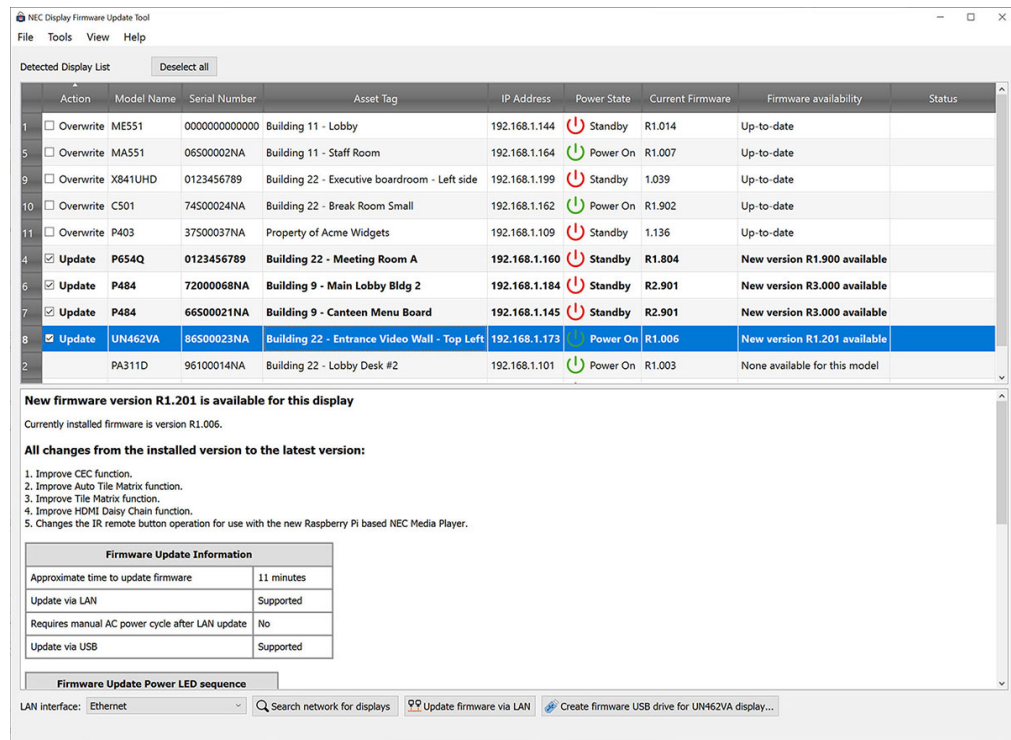 NEC Display Firmware Update Tool
File Tools View Help
Detected Display List Deselect all
Action Model Name Serial Number Asset Tag IP Address Power State Current Firmware Firmware availability Status
1 Overwrite ME551 0000000000000 Building 11 - Lobby 192.168.1.144 Standby R1.014 Up-to-date
5 Overwrite MA551 06S00002NA Building 11 - Staff Room 192.168.1.164 Power On R1.007 Up-to-date
9 Overwrite X841UHD 0123456789 Building 22 - Executive boardroom - Left side 192.168.1.199 Standby 1.039 Up-to-date
10 Overwrite C501 74S00024NA Building 22 - Break Room Small 192.168.1.162 Power On R1.902 Up-to-date
11 Overwrite P403 37S00037NA Property of Acme Widgets 192.168.1.109 Standby 1.136 Up-to-date
4 Update P654Q 0123456789 Building 22 - Meeting Room A 192.168.1.160 Standby R1.804 New version R1.900 available
6 Update P484 72000068NA Building 9 - Main Lobby Bldg 2 192.168.1.184 Standby R2.901 New version R3.000 available
7 Update P484 66S00021NA Building 9 - Canteen Menu Board 192.168.1.145 Standby R2.901 New version R3.000 available
8 Update UN462VA 86S00023NA Building 22 - Entrance Video Wall - Top Left 192.168.1.173 Power On R1.006 New version R1.201 available
2 PA311D 96100014NA Building 22 - Lobby Desk #2 192.168.1.101 Power On R1.003 None available for this model
New firmware version R1.201 is available for this display
Currently installed firmware is version R1.006.
All changes from the installed version to the latest version:
1. Improve CEC function.
2. Improve Auto Tile Matrix function.
3. Improve Tile Matrix function.
4. Improve HDMI Daisy Chain function.
5. Changes the IR remote button operation for use with the new Raspberry Pi based NEC Media Player.
Firmware Update Information
Approximate time to update firmware 11 minutes
Update via LAN Supported
Requires manual AC power cycle after LAN update No
Update via USB Supported
Firmware Update Power LED sequence
LAN interface: Ethernet Search network for displays Update firmware via LAN Create firmware USB drive for UN462VA display...